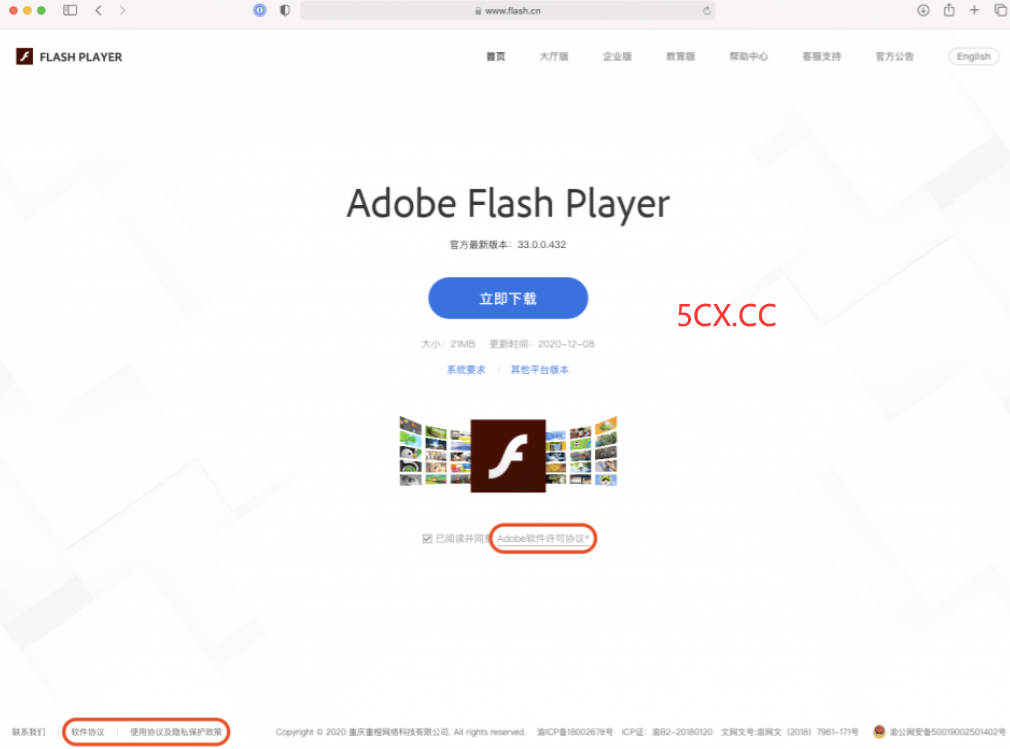 www.flash.cn
FLASH PLAYER 首页 大厅版 企业版 教育版 帮助中心 客服支持 官方公告 English
Adobe Flash Player
官方最新版本：33.0.0.432
立即下载
5CX.CC
大小：21MB 更新时间：2020-12-08
系统要求 | 其他平台版本
已阅读并同意 Adobe软件许可协议*
联系我们 | 软件协议 | 使用协议及隐私保护政策 Copyright © 2020 重庆重橙网络科技有限公司. All rights reserved. 渝ICP备18002678号 ICP证：渝B2-20180120 文网文号:渝网文（2018）7961-171号 渝公网安备50019002501402号